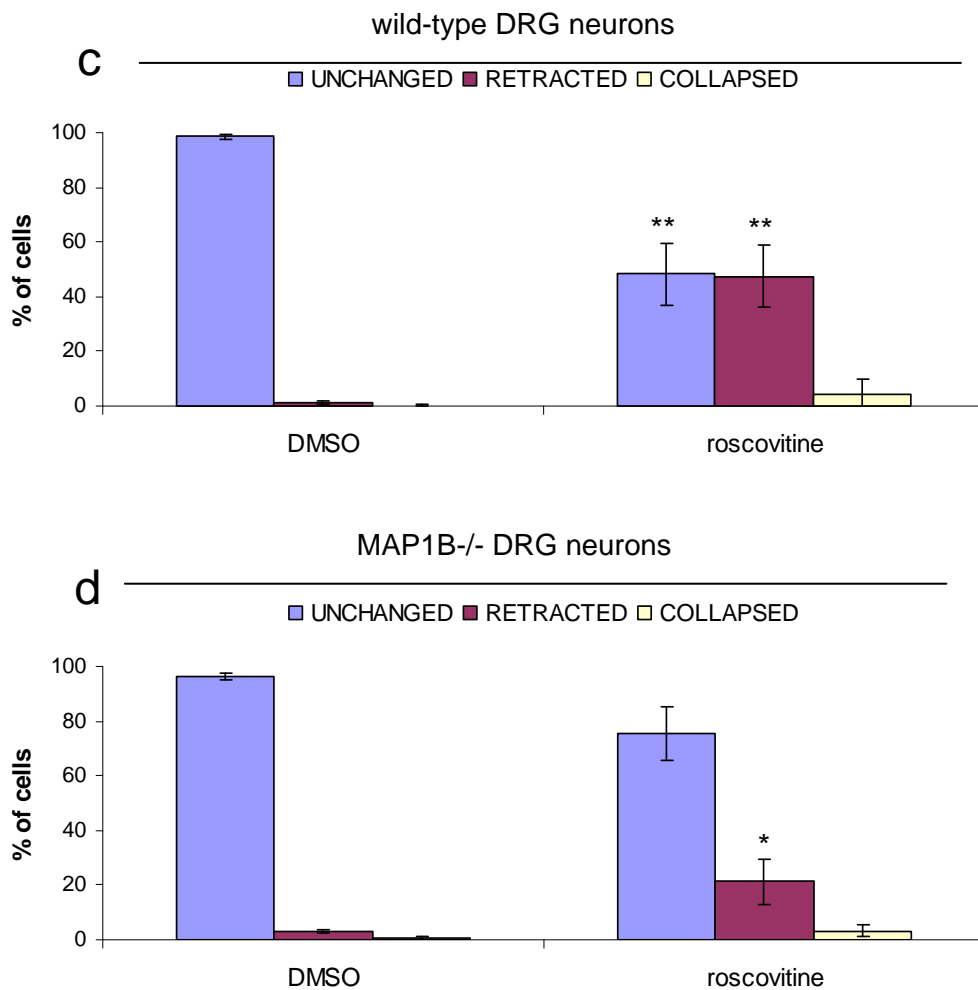 wild-type DRG neurons
c
UNCHANGED RETRACTED COLLAPSED
100
80
60
40
20
0
% of cells
** **
DMSO roscovitine
MAP1B-/- DRG neurons
d
UNCHANGED RETRACTED COLLAPSED
100
80
60
40
20
0
% of cells
*
DMSO roscovitine